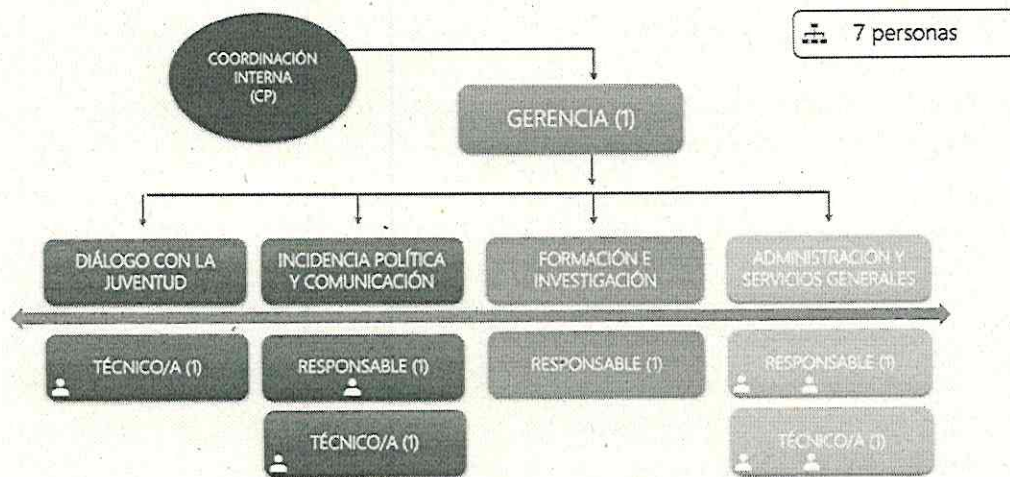 COORDINACIÓN
INTERNA
(CP)
7 personas
GERENCIA (1)
DIÁLOGO CON LA
JUVENTUD
INCIDENCIA POLÍTICA
Y COMUNICACIÓN
FORMACIÓN E
INVESTIGACIÓN
ADMINISTRACIÓN Y
SERVICIOS GENERALES
TÉCNICO/A (1)
RESPONSABLE (1)
RESPONSABLE (1)
RESPONSABLE (1)
TÉCNICO/A (1)
TÉCNICO/A (1)